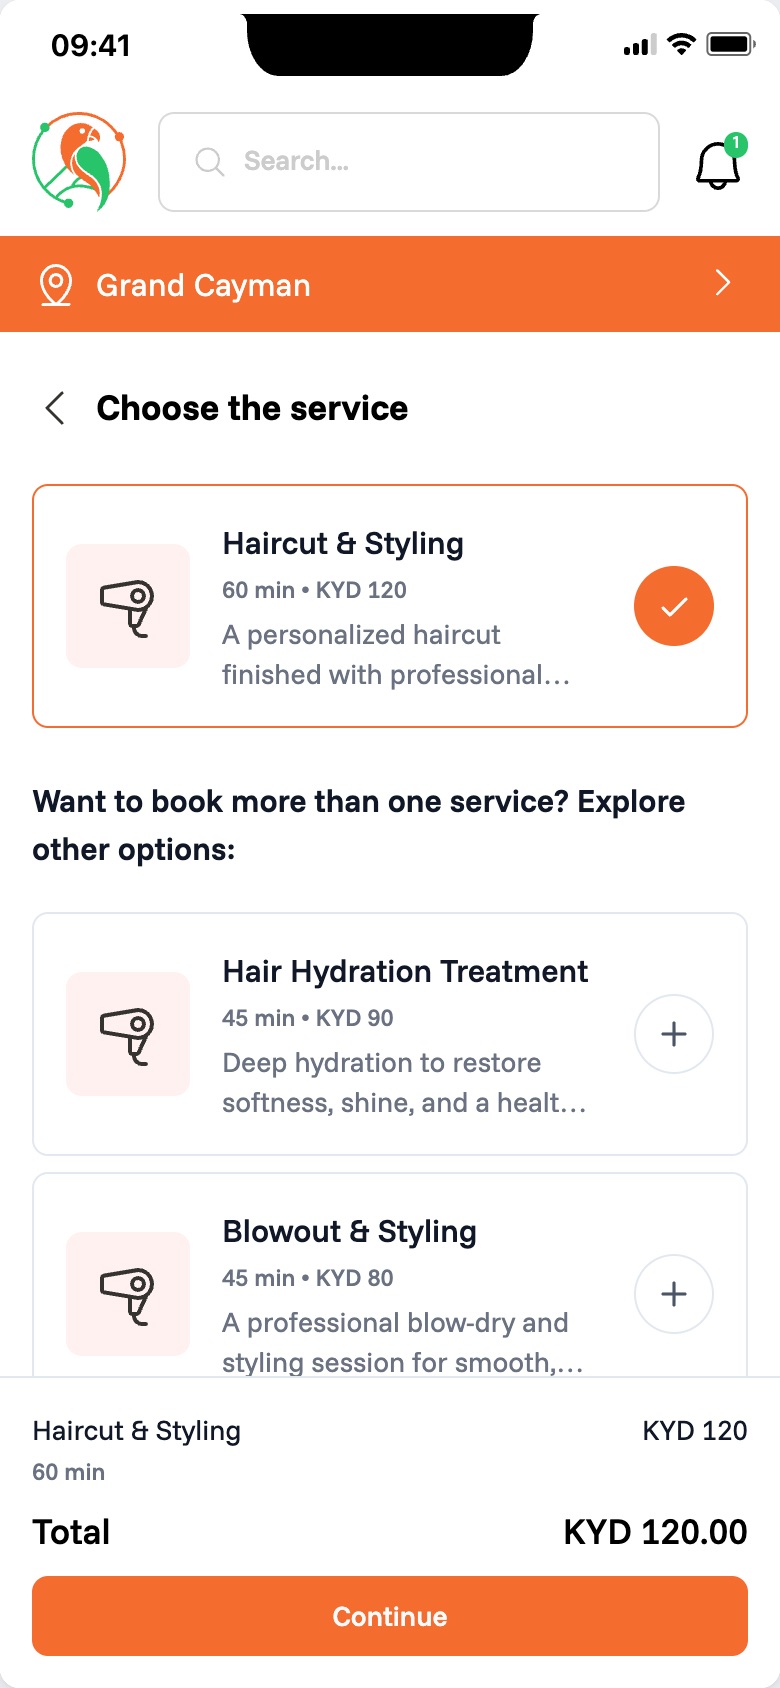 09:41
Search...
1
Grand Cayman
Choose the service
Haircut & Styling
60 min • KYD 120
A personalized haircut
finished with professional...
Want to book more than one service? Explore
other options:
Hair Hydration Treatment
45 min • KYD 90
Deep hydration to restore
softness, shine, and a healt...
Blowout & Styling
45 min • KYD 80
A professional blow-dry and
styling session for smooth,...
Haircut & Styling KYD 120
60 min
Total KYD 120.00
Continue